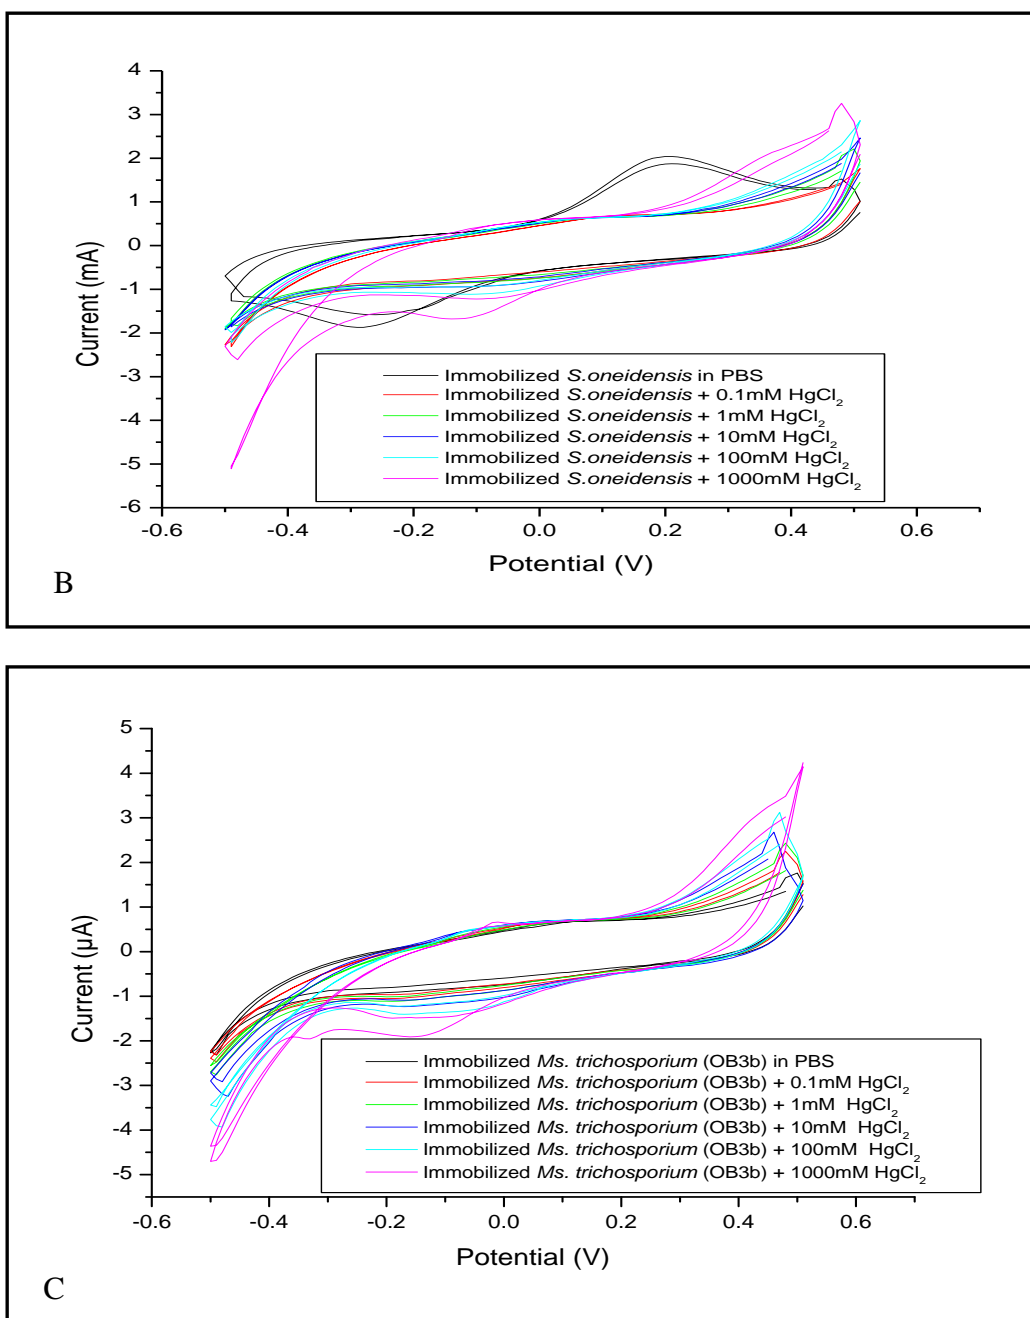 4
3
2
1
0
-1
-2
-3
-4
-5
-6
Current (mA)
Immobilized S.oneidensis in PBS
Immobilized S.oneidensis + 0.1mM HgCl₂
Immobilized S.oneidensis + 1mM HgCl₂
Immobilized S.oneidensis + 10mM HgCl₂
Immobilized S.oneidensis + 100mM HgCl₂
Immobilized S.oneidensis + 1000mM HgCl₂
-0.6 -0.4 -0.2 0.0 0.2 0.4 0.6
Potential (V)
B
5
4
3
2
1
0
-1
-2
-3
-4
-5
Current (µA)
Immobilized Ms. trichosporium (OB3b) in PBS
Immobilized Ms. trichosporium (OB3b) + 0.1mM HgCl₂
Immobilized Ms. trichosporium (OB3b) + 1mM HgCl₂
Immobilized Ms. trichosporium (OB3b) + 10mM HgCl₂
Immobilized Ms. trichosporium (OB3b) + 100mM HgCl₂
Immobilized Ms. trichosporium (OB3b) + 1000mM HgCl₂
-0.6 -0.4 -0.2 0.0 0.2 0.4 0.6
Potential (V)
C